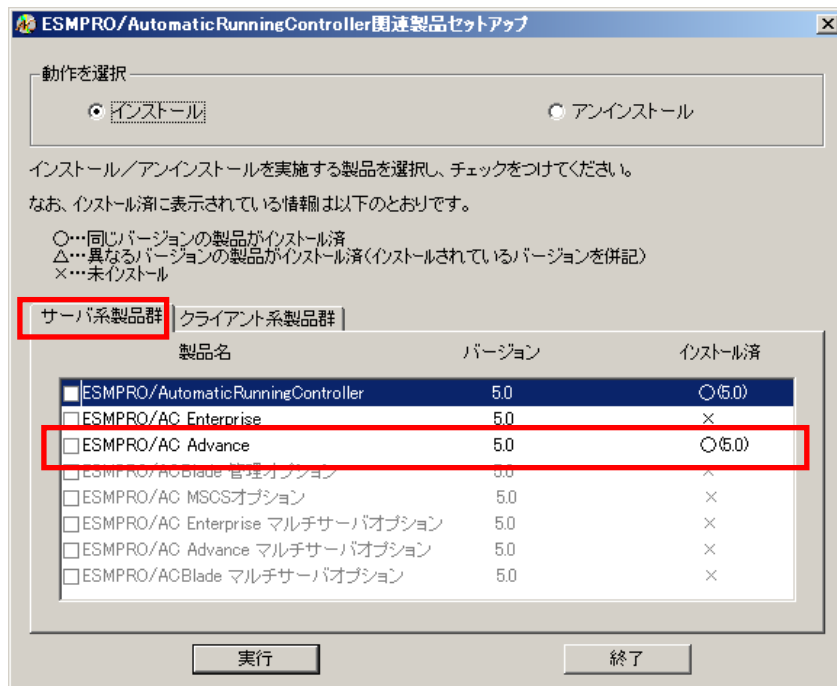 ESMPRO/AutomaticRunningController関連製品セットアップ
動作を選択
インストール
アンインストール
インストール／アンインストールを実施する製品を選択し、チェックをつけてください。
なお、インストール済に表示されている情報は以下のとおりです。
○…同じバージョンの製品がインストール済
△…異なるバージョンの製品がインストール済(インストールされているバージョンを併記)
×…未インストール
サーバ系製品群 クライアント系製品群
製品名 バージョン インストール済
ESMPRO/AutomaticRunningController 5.0 ○(5.0)
ESMPRO/AC Enterprise 5.0 ×
ESMPRO/AC Advance 5.0 ○(5.0)
ESMPRO/ACBlade 管理オプション 5.0 ×
ESMPRO/AC MSCSオプション 5.0 ×
ESMPRO/AC Enterprise マルチサーバオプション 5.0 ×
ESMPRO/AC Advance マルチサーバオプション 5.0 ×
ESMPRO/ACBlade マルチサーバオプション 5.0 ×
実行 終了